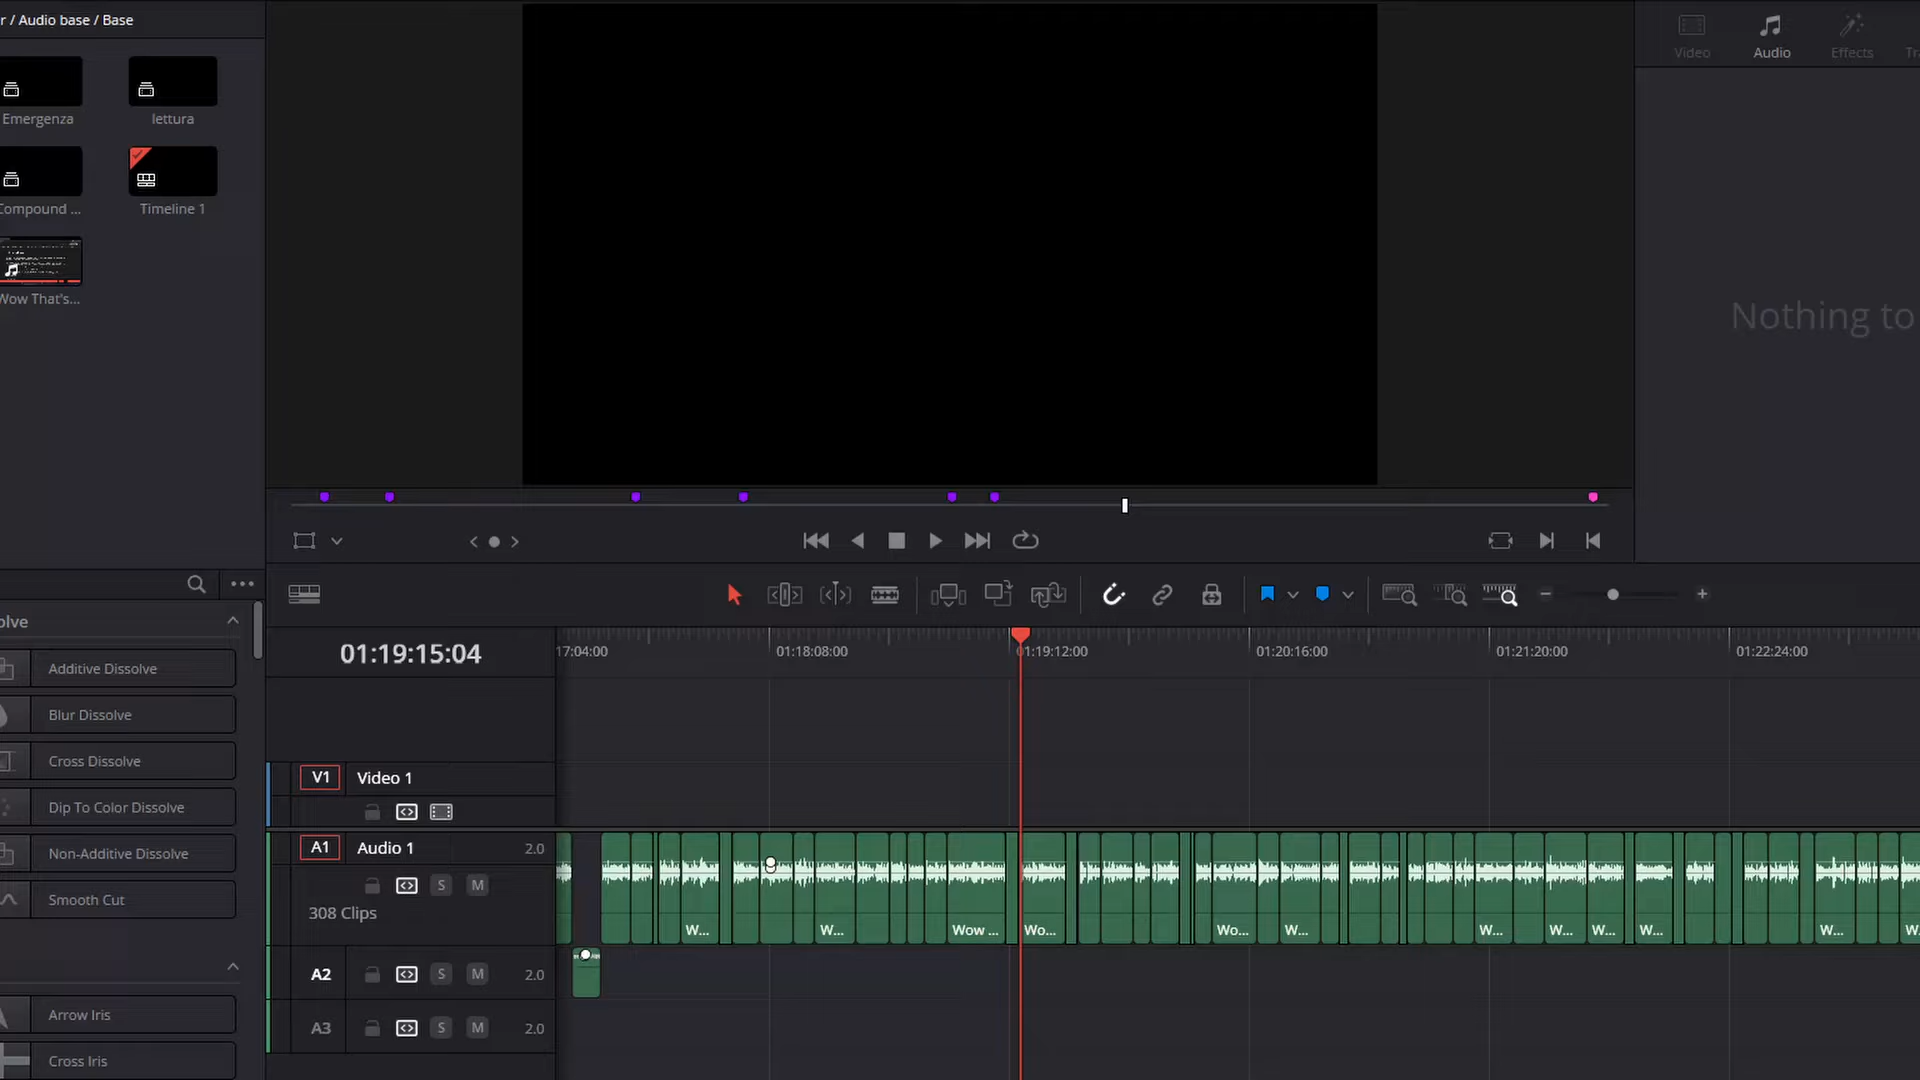 r / Audio base / Base
Video
Audio
Effects
Tr
Emergenza
lettura
Compound ...
Timeline 1
Wow That's...
Nothing to
olve
Additive Dissolve
Blur Dissolve
Cross Dissolve
Dip To Color Dissolve
Non-Additive Dissolve
Smooth Cut
Arrow Iris
Cross Iris
01:19:15:04
17:04:00
01:18:08:00
01:19:12:00
01:20:16:00
01:21:20:00
01:22:24:00
V1
Video 1
A1
Audio 1
2.0
S
M
308 Clips
W...
W...
Wow ...
Wo...
Wo...
W...
W...
W...
W...
W...
W...
W.
A2
S
M
2.0
A3
S
M
2.0